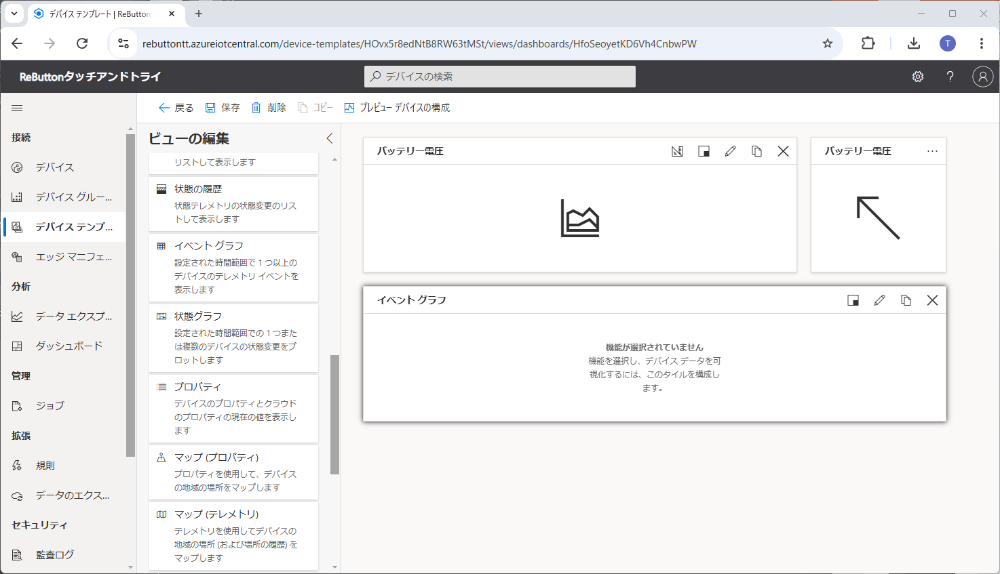 デバイス テンプレート | ReButton
rebuttontt.azureiotcentral.com/device-templates/HOvx5r8edNtB8RW63tMSt/views/dashboards/HfoSeoyetKD6Vh4CnbwPW
T
ReButtonタッチアンドトライ
デバイスの検索
戻る
保存
削除
コピー
プレビュー デバイスの構成
接続
デバイス
デバイス グルー...
デバイス テンプ...
エッジ マニフェ...
分析
データ エクスプ...
ダッシュボード
管理
ジョブ
拡張
規則
データのエクス...
セキュリティ
監査ログ
ビューの編集
リストして表示します
状態の履歴
状態テレメトリの状態変更のリス
トして表示します
イベント グラフ
設定された時間範囲で 1 つ以上の
デバイスのテレメトリ イベントを
表示します
状態グラフ
設定された時間範囲での 1 つまた
は複数のデバイスの状態変更をプ
ロットします
プロパティ
デバイスのプロパティとクラウド
のプロパティの現在の値を表示し
ます
マップ (プロパティ)
プロパティを使用して、デバイス
の地域の場所をマップします
マップ (テレメトリ)
テレメトリを使用してデバイスの
地域の場所 (および場所の履歴) を
マップします
バッテリー電圧
バッテリー電圧
...
イベント グラフ
機能が選択されていません
機能を選択し、デバイス データを可
視化するには、このタイルを構成し
ます。